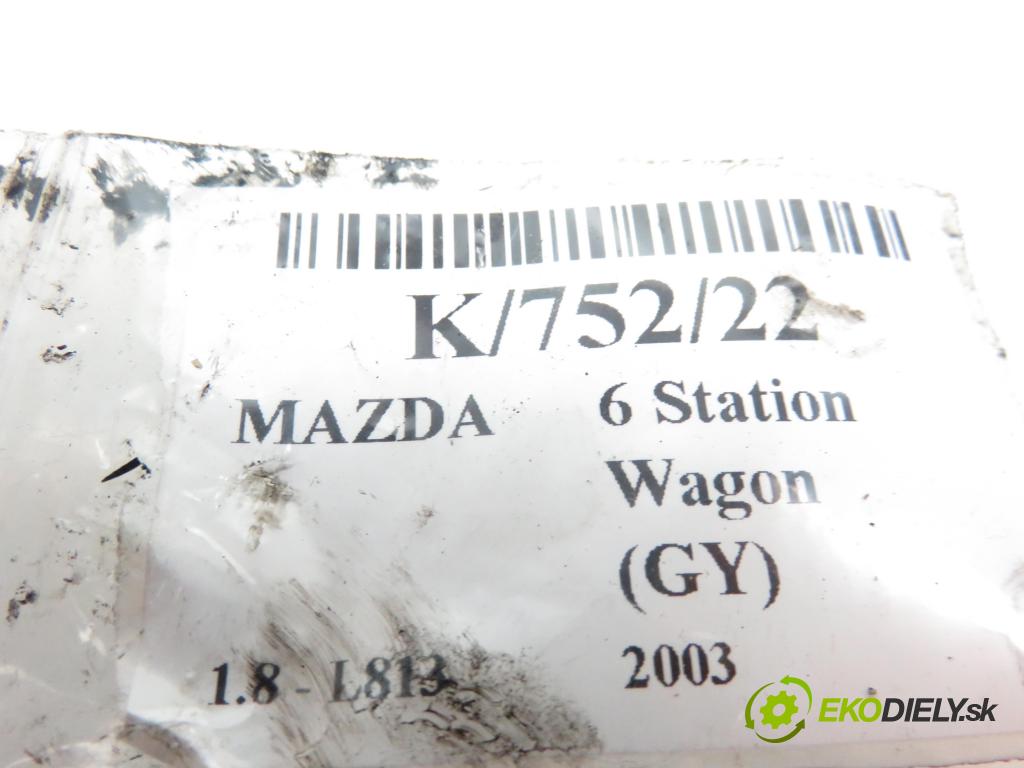 K/752/22
MAZDA 6 Station
Wagon
(GY)
1.8 - L813 2003
EKODIELY.sk